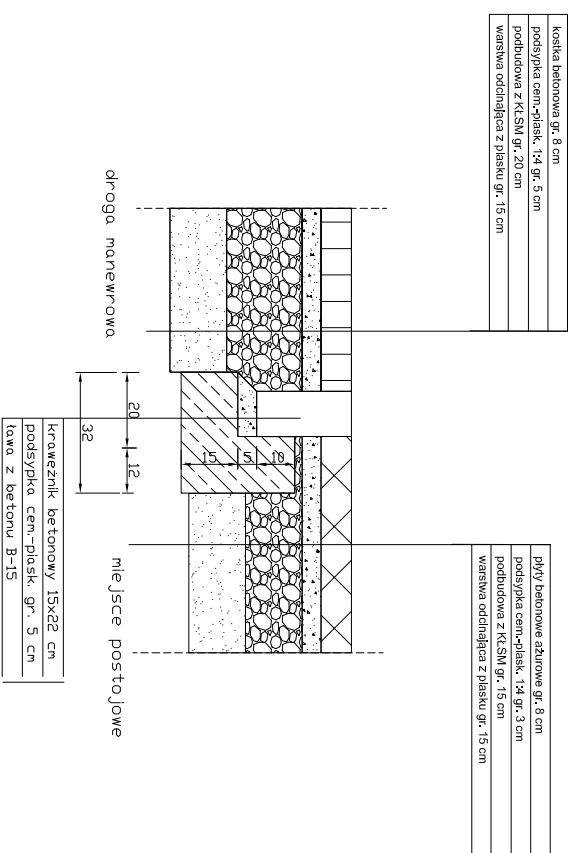 kostka betonowa gr. 8 cm
podsypka cem.-piask. 1:4 gr. 5 cm
podbudowa z KŁSM gr. 20 cm
warstwa odcinająca z piasku gr. 15 cm
płyty betonowe ażurowe gr. 8 cm
podsypka cem.-piask. 1:4 gr. 3 cm
podbudowa z KŁSM gr. 15 cm
warstwa odcinająca z piasku gr. 15 cm
droga manewrowa
miejsce postojowe
15
5
10
20
12
32
krawężnik betonowy 15x22 cm
podsypka cem.-piask. gr. 5 cm
ława z betonu B-15